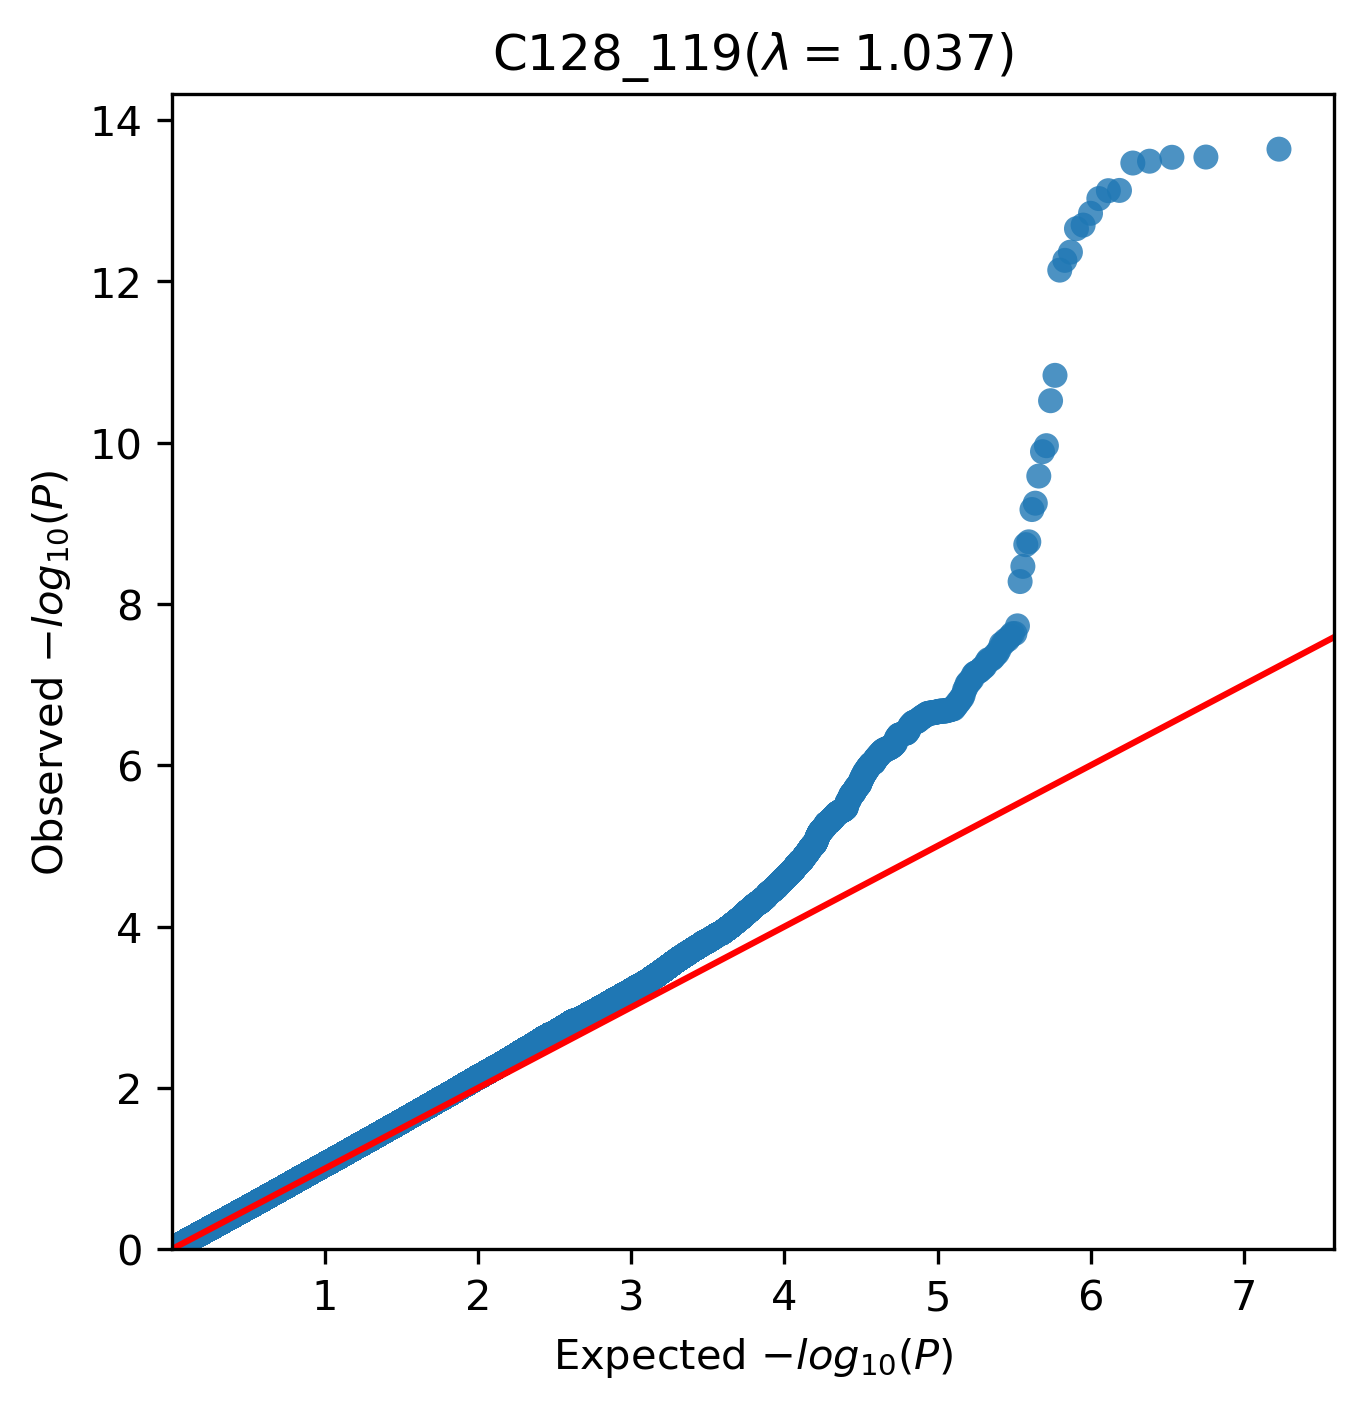 C128_119(λ = 1.037)
14
12
10
8
6
4
2
0
Observed −log₁₀(P)
1 2 3 4 5 6 7
Expected −log₁₀(P)